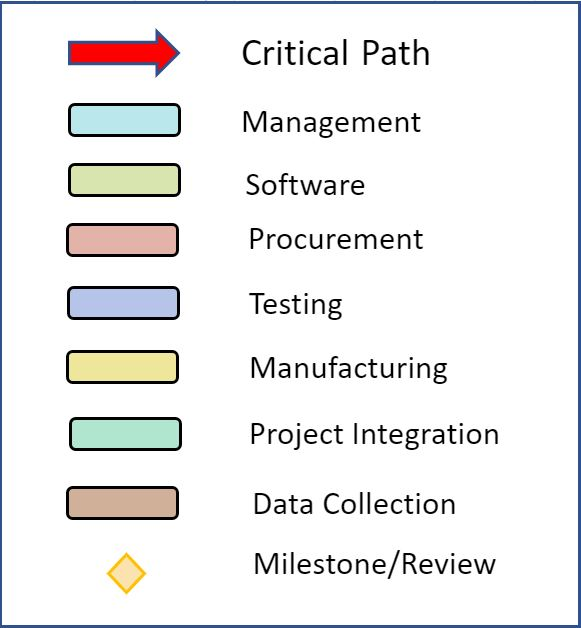 Critical Path
Management
Software
Procurement
Testing
Manufacturing
Project Integration
Data Collection
Milestone/Review